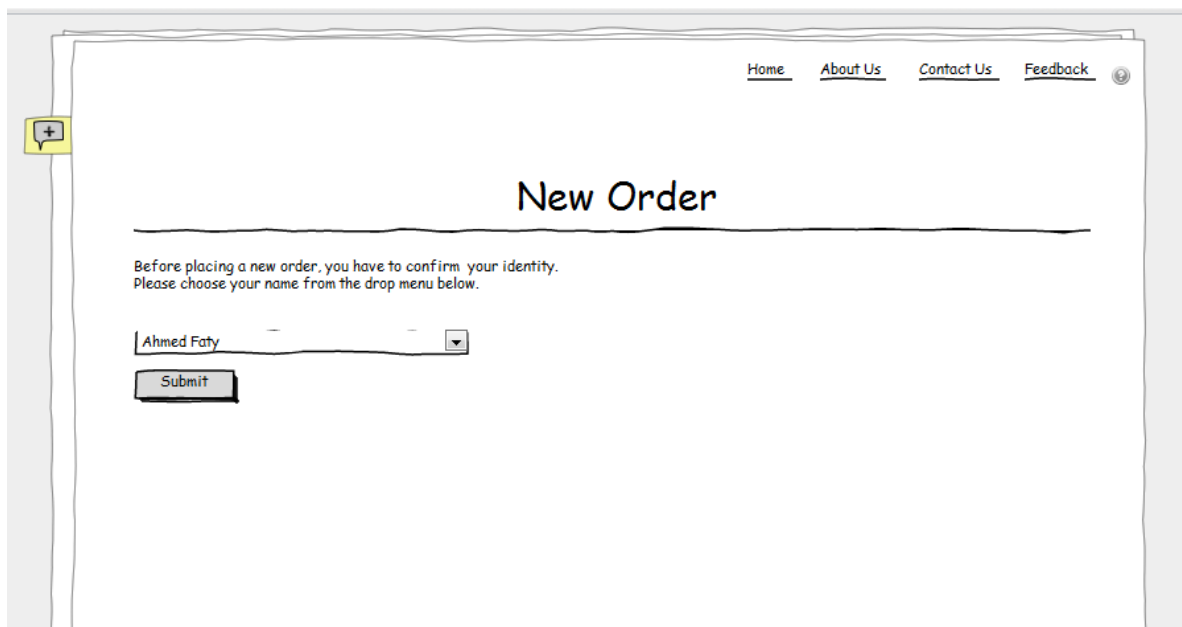 Home About Us Contact Us Feedback
New Order
Before placing a new order, you have to confirm your identity.
Please choose your name from the drop menu below.
Ahmed Faty
Submit